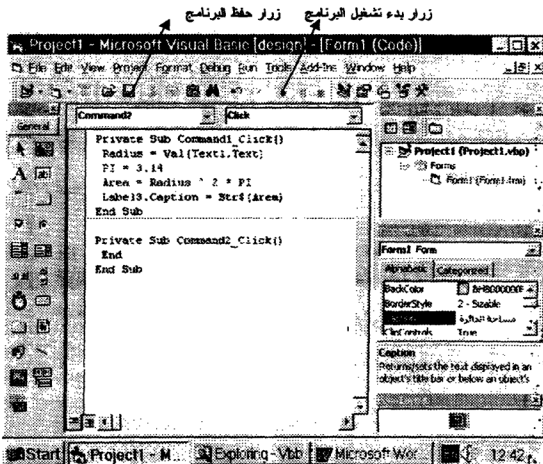 زرار بدء تشغيل البرنامج
زرار حفظ البرنامج
Project1 - Microsoft Visual Basic [design] - [Form1 (Code)]
File Edit View Project Format Debug Run Tools Add-Ins Window Help
General
Command2
Click
Private Sub Command1_Click()
Radius = Val(Text1.Text)
PI = 3.14
Area = Radius ^ 2 * PI
Label3.Caption = Str$(Area)
End Sub
Private Sub Command2_Click()
End
End Sub
Project1 (Project1.vbp)
Forms
Form1 (Form1.frm)
Form1 Form
Alphabetic Categorized
BackColor &H8000000F
BorderStyle 2 - Sizable
مساحة الدائرة
ClipControls True
Caption
Returns/sets the text displayed in an
object's title bar or below an object's
Start Project1 - M... Exploring - Vbb Microsoft Wor... 12:42